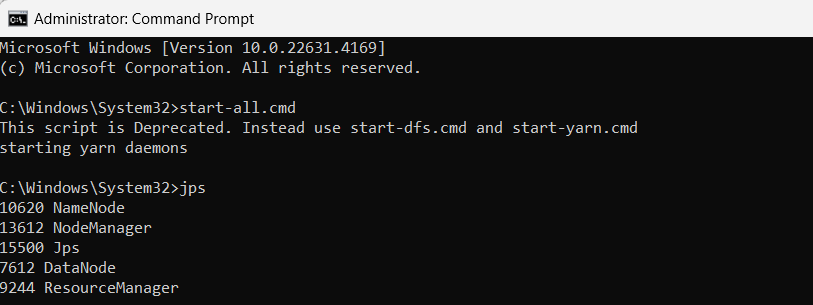 Administrator: Command Prompt
Microsoft Windows [Version 10.0.22631.4169]
(c) Microsoft Corporation. All rights reserved.
C:\Windows\System32>start-all.cmd
This script is Deprecated. Instead use start-dfs.cmd and start-yarn.cmd
starting yarn daemons
C:\Windows\System32>jps
10620 NameNode
13612 NodeManager
15500 Jps
7612 DataNode
9244 ResourceManager